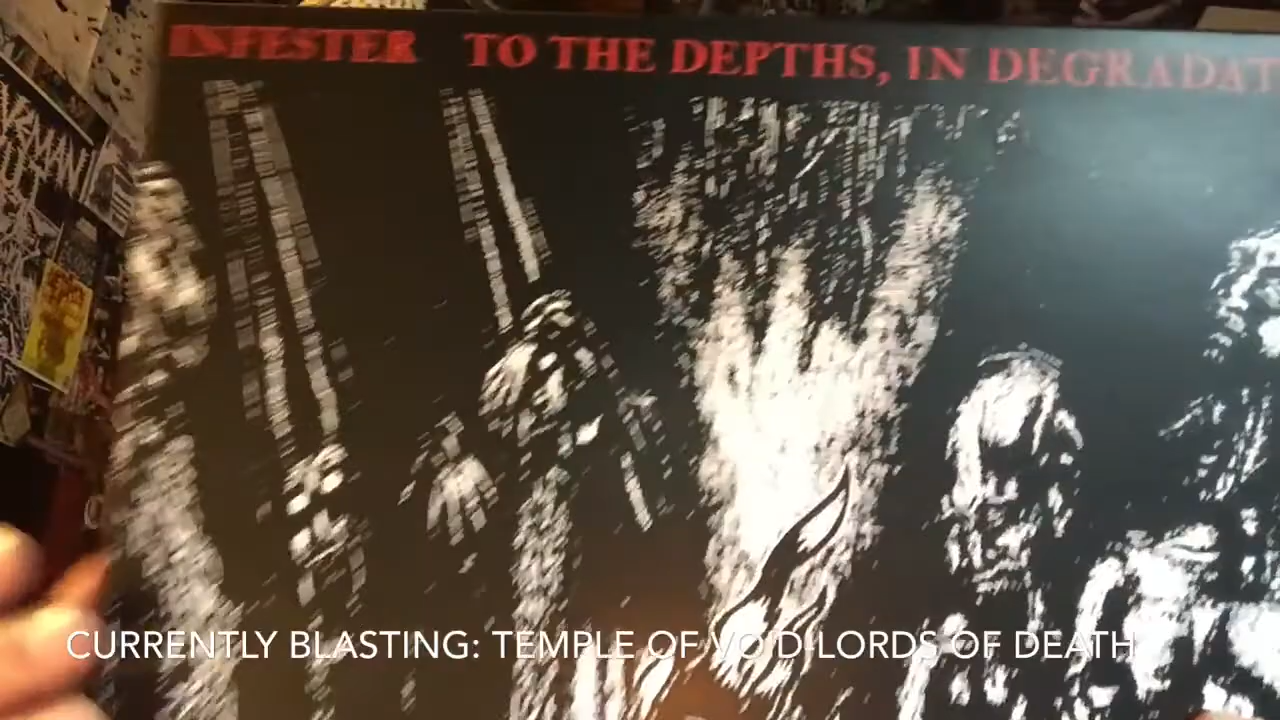 INFESTER TO THE DEPTHS, IN DEGRADAT
CURRENTLY BLASTING: TEMPLE OF VOID-LORDS OF DEATH